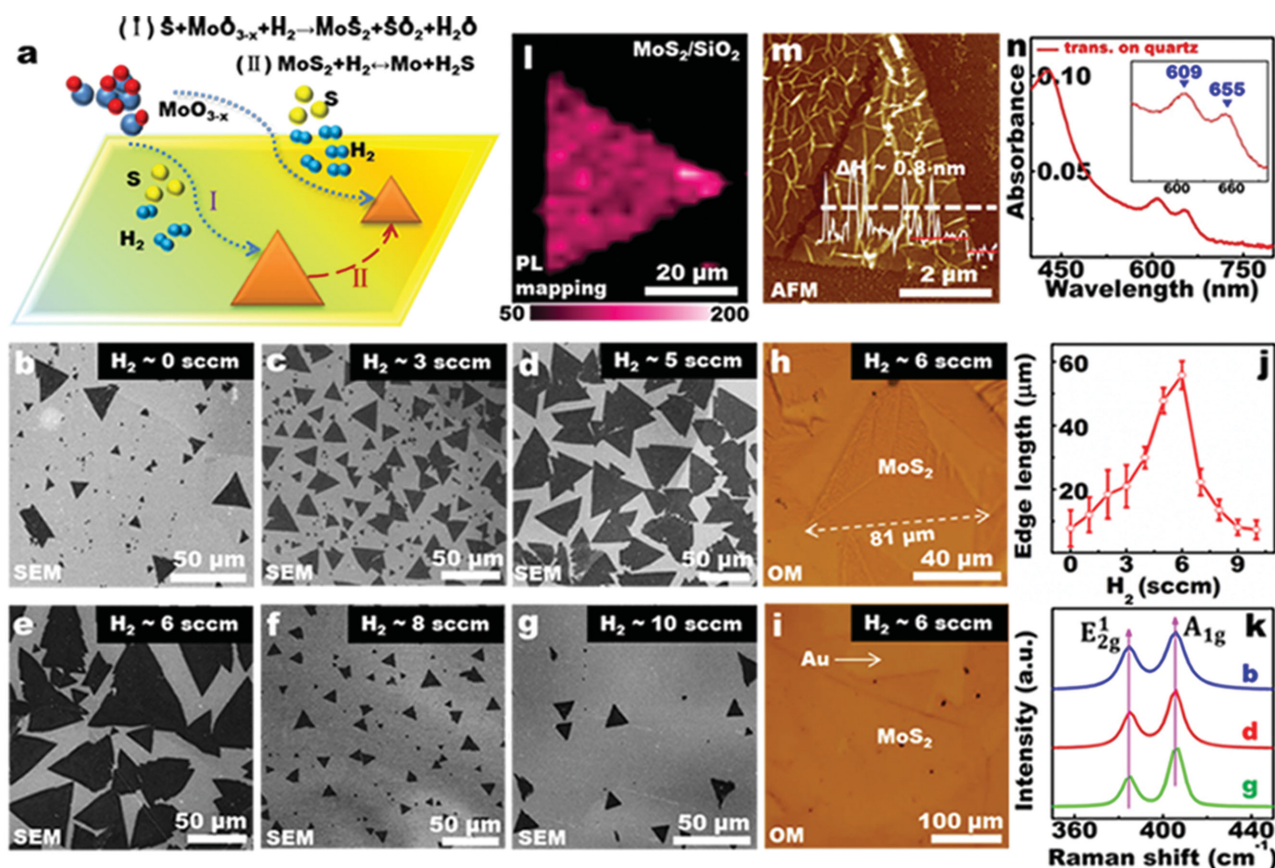 a
(Ⅰ) S+MoO3-x+H2→MoS2+SO2+H2O
(Ⅱ) MoS2+H2↔Mo+H2S
MoO3-x
S
H2
S
H2
Ⅰ
Ⅱ
l
MoS2/SiO2
PL
mapping
20 μm
50
200
m
ΔH ~ 0.8 nm
AFM
2 μm
n
trans. on quartz
609
655
600
660
Absorbance
0.10
0.05
450
600
750
Wavelength (nm)
b
H2 ~ 0 sccm
SEM
50 μm
c
H2 ~ 3 sccm
SEM
50 μm
d
H2 ~ 5 sccm
SEM
50 μm
h
H2 ~ 6 sccm
MoS2
81 μm
OM
40 μm
j
Edge length (μm)
60
40
20
0
3
6
9
H2 (sccm)
e
H2 ~ 6 sccm
SEM
50 μm
f
H2 ~ 8 sccm
SEM
50 μm
g
H2 ~ 10 sccm
SEM
50 μm
i
H2 ~ 6 sccm
Au
MoS2
OM
100 μm
k
E12g
A1g
b
d
g
Intensity (a.u.)
360
400
440
Raman shift (cm-1)